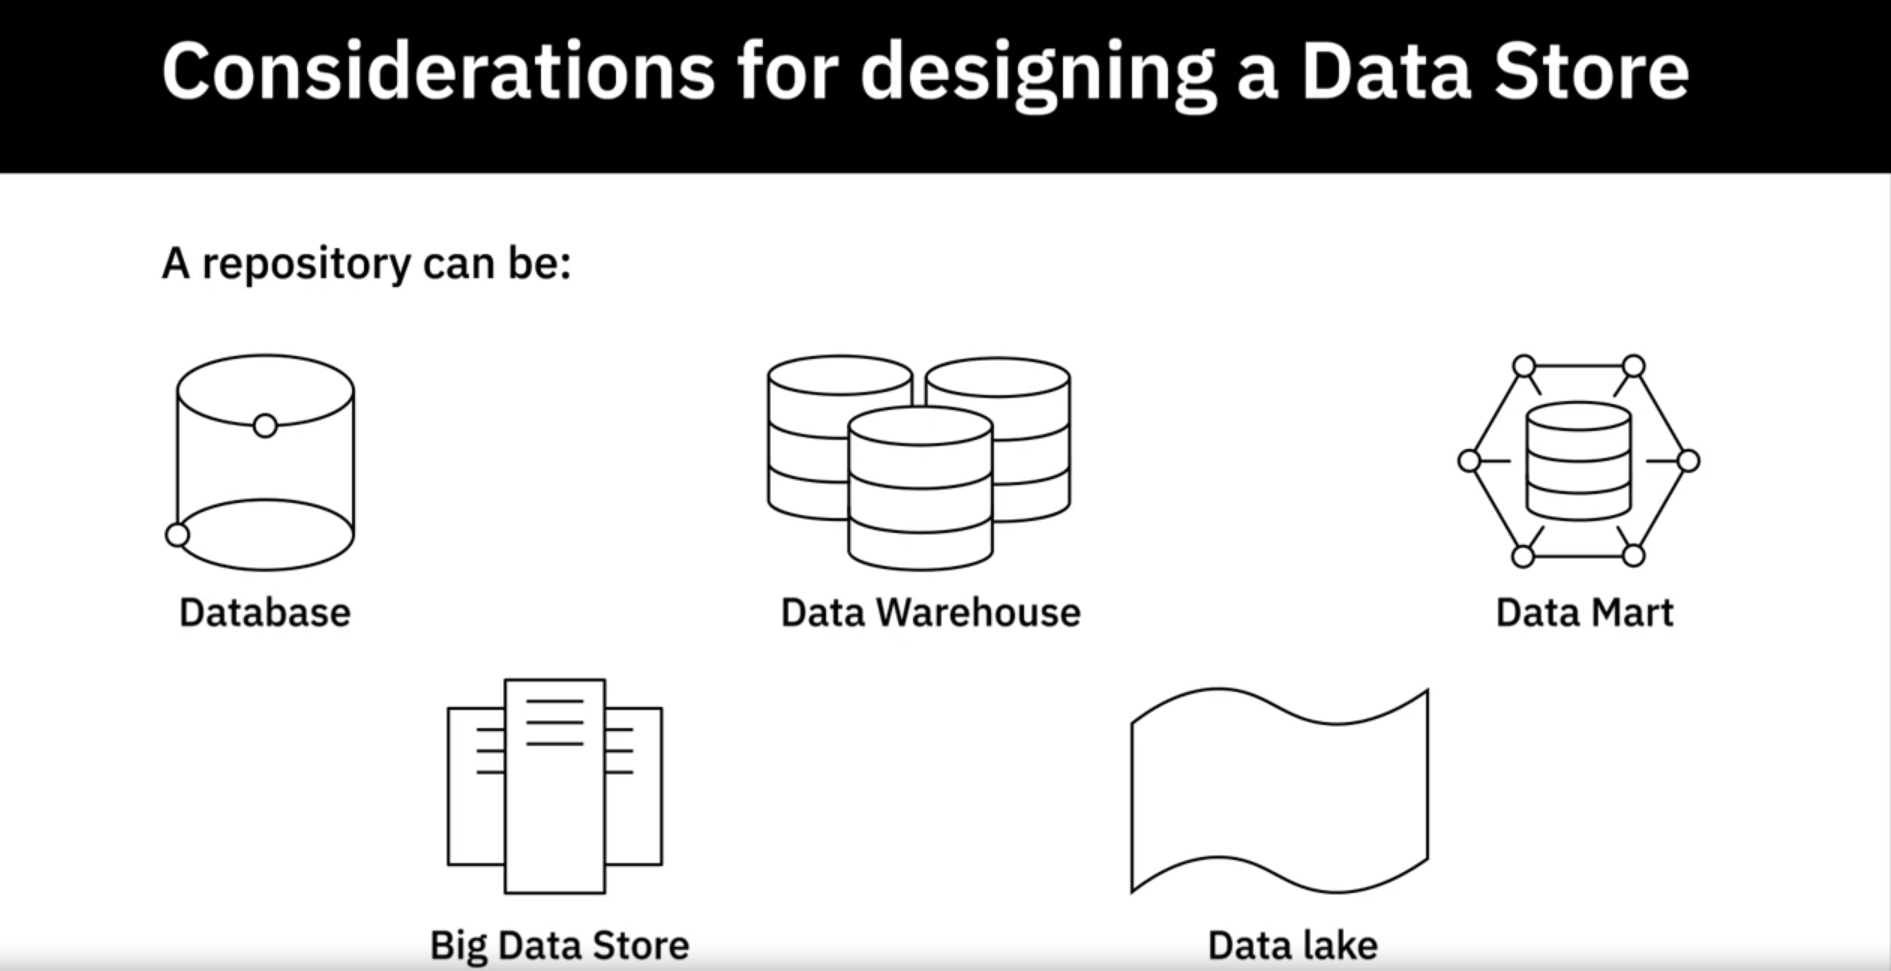 Considerations for designing a Data Store
A repository can be:
Database
Data Warehouse
Data Mart
Big Data Store
Data lake